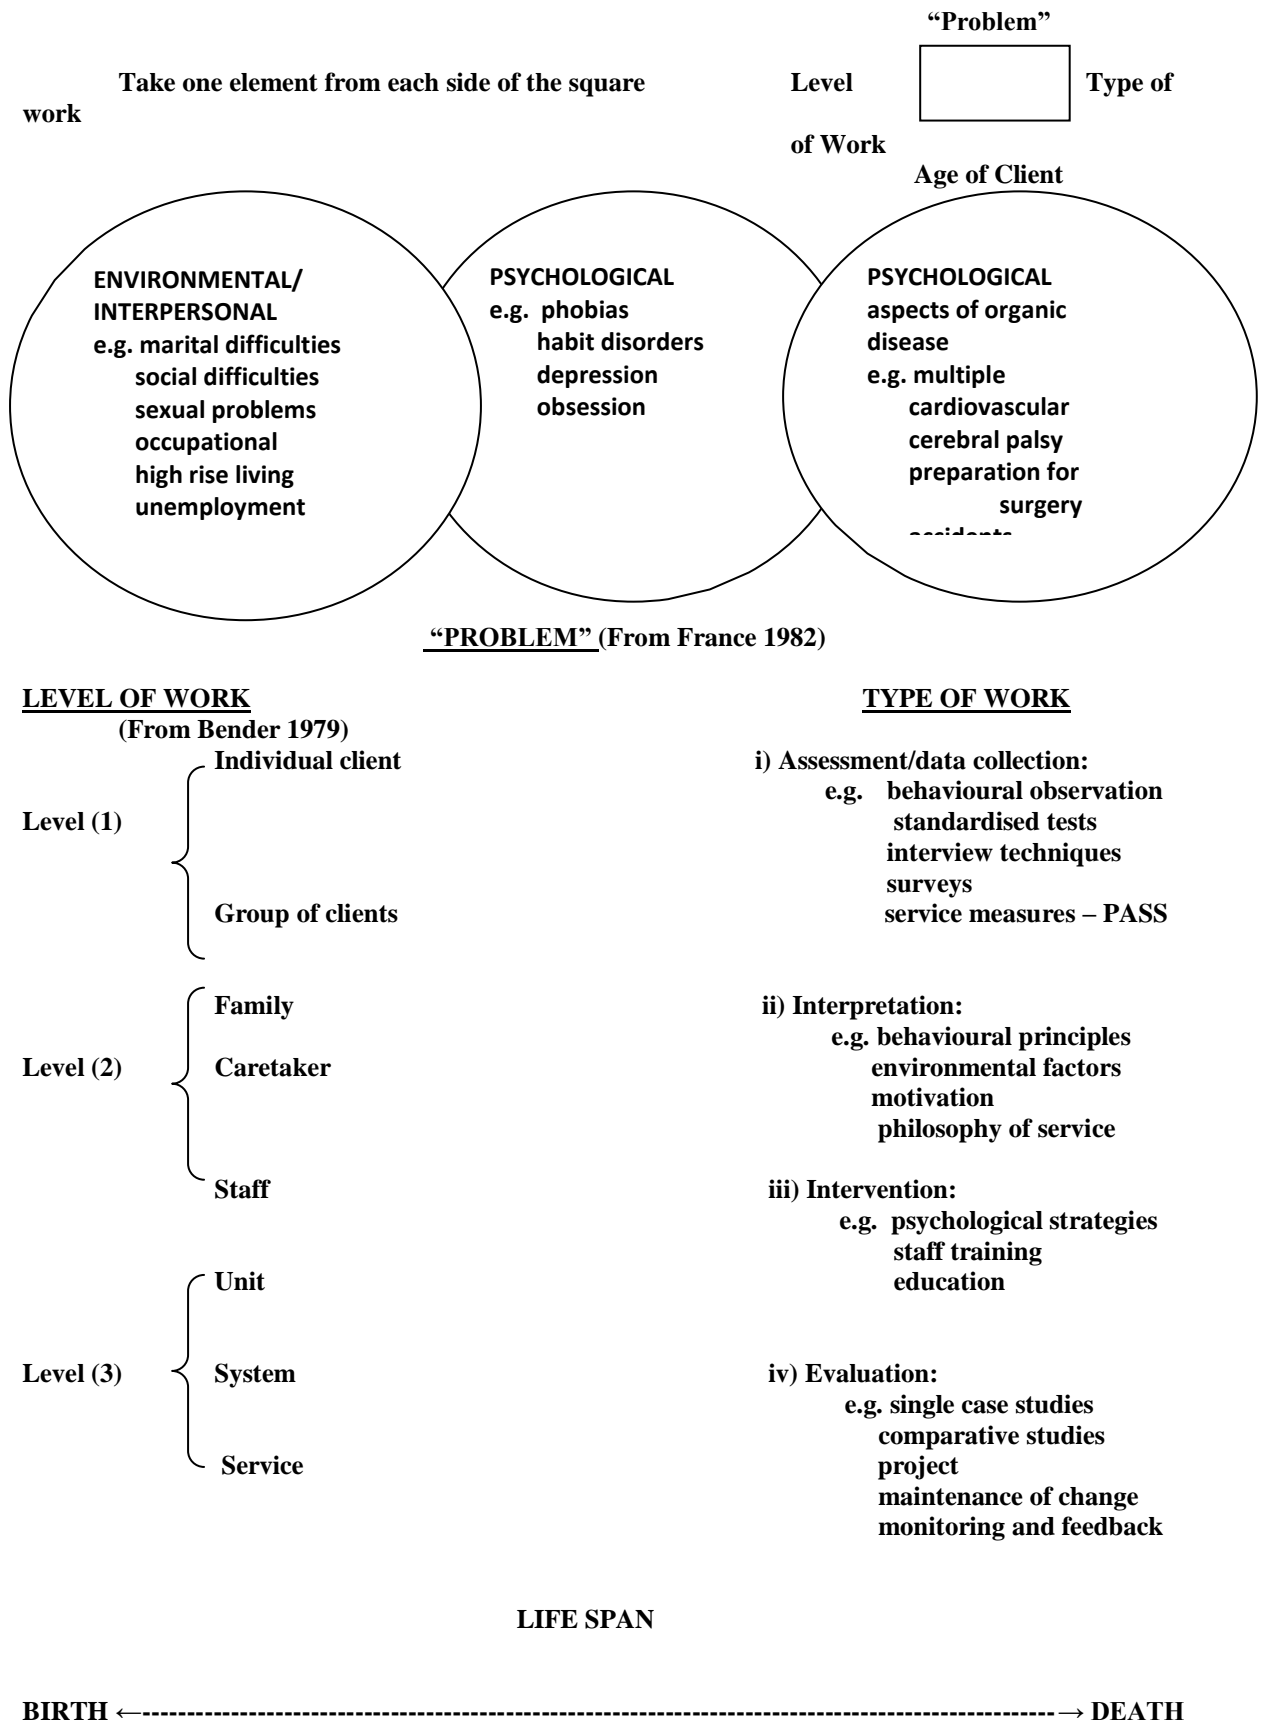 “Problem”
Take one element from each side of the square Level Type of
work
of Work
Age of Client
ENVIRONMENTAL/
INTERPERSONAL
e.g. marital difficulties
social difficulties
sexual problems
occupational
high rise living
unemployment
PSYCHOLOGICAL
e.g. phobias
habit disorders
depression
obsession
PSYCHOLOGICAL
aspects of organic
disease
e.g. multiple
cardiovascular
cerebral palsy
preparation for
surgery
accidents
“PROBLEM” (From France 1982)
LEVEL OF WORK
(From Bender 1979)
Individual client
Level (1)
Group of clients
Family
Level (2) Caretaker
Staff
Unit
Level (3) System
Service
TYPE OF WORK
i) Assessment/data collection:
e.g. behavioural observation
standardised tests
interview techniques
surveys
service measures – PASS
ii) Interpretation:
e.g. behavioural principles
environmental factors
motivation
philosophy of service
iii) Intervention:
e.g. psychological strategies
staff training
education
iv) Evaluation:
e.g. single case studies
comparative studies
project
maintenance of change
monitoring and feedback
LIFE SPAN
BIRTH ←-----------------------------------------------------------------------------------------→ DEATH